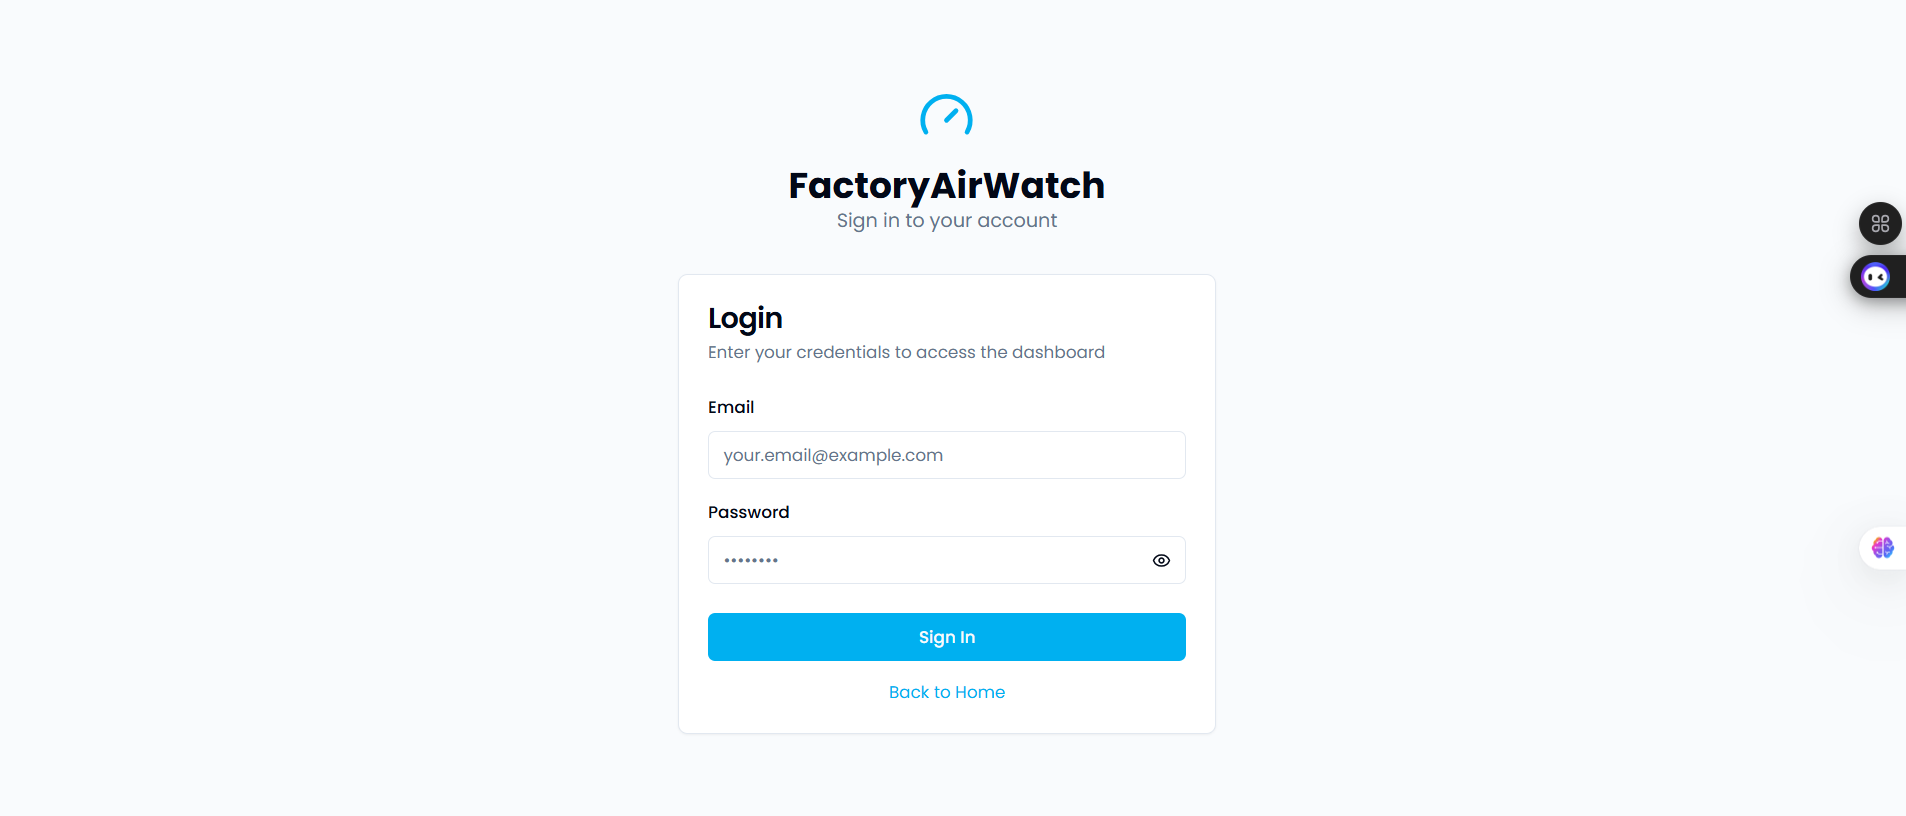 FactoryAirWatch
Sign in to your account
Login
Enter your credentials to access the dashboard
Email
your.email@example.com
Password
••••••••
Sign In
Back to Home